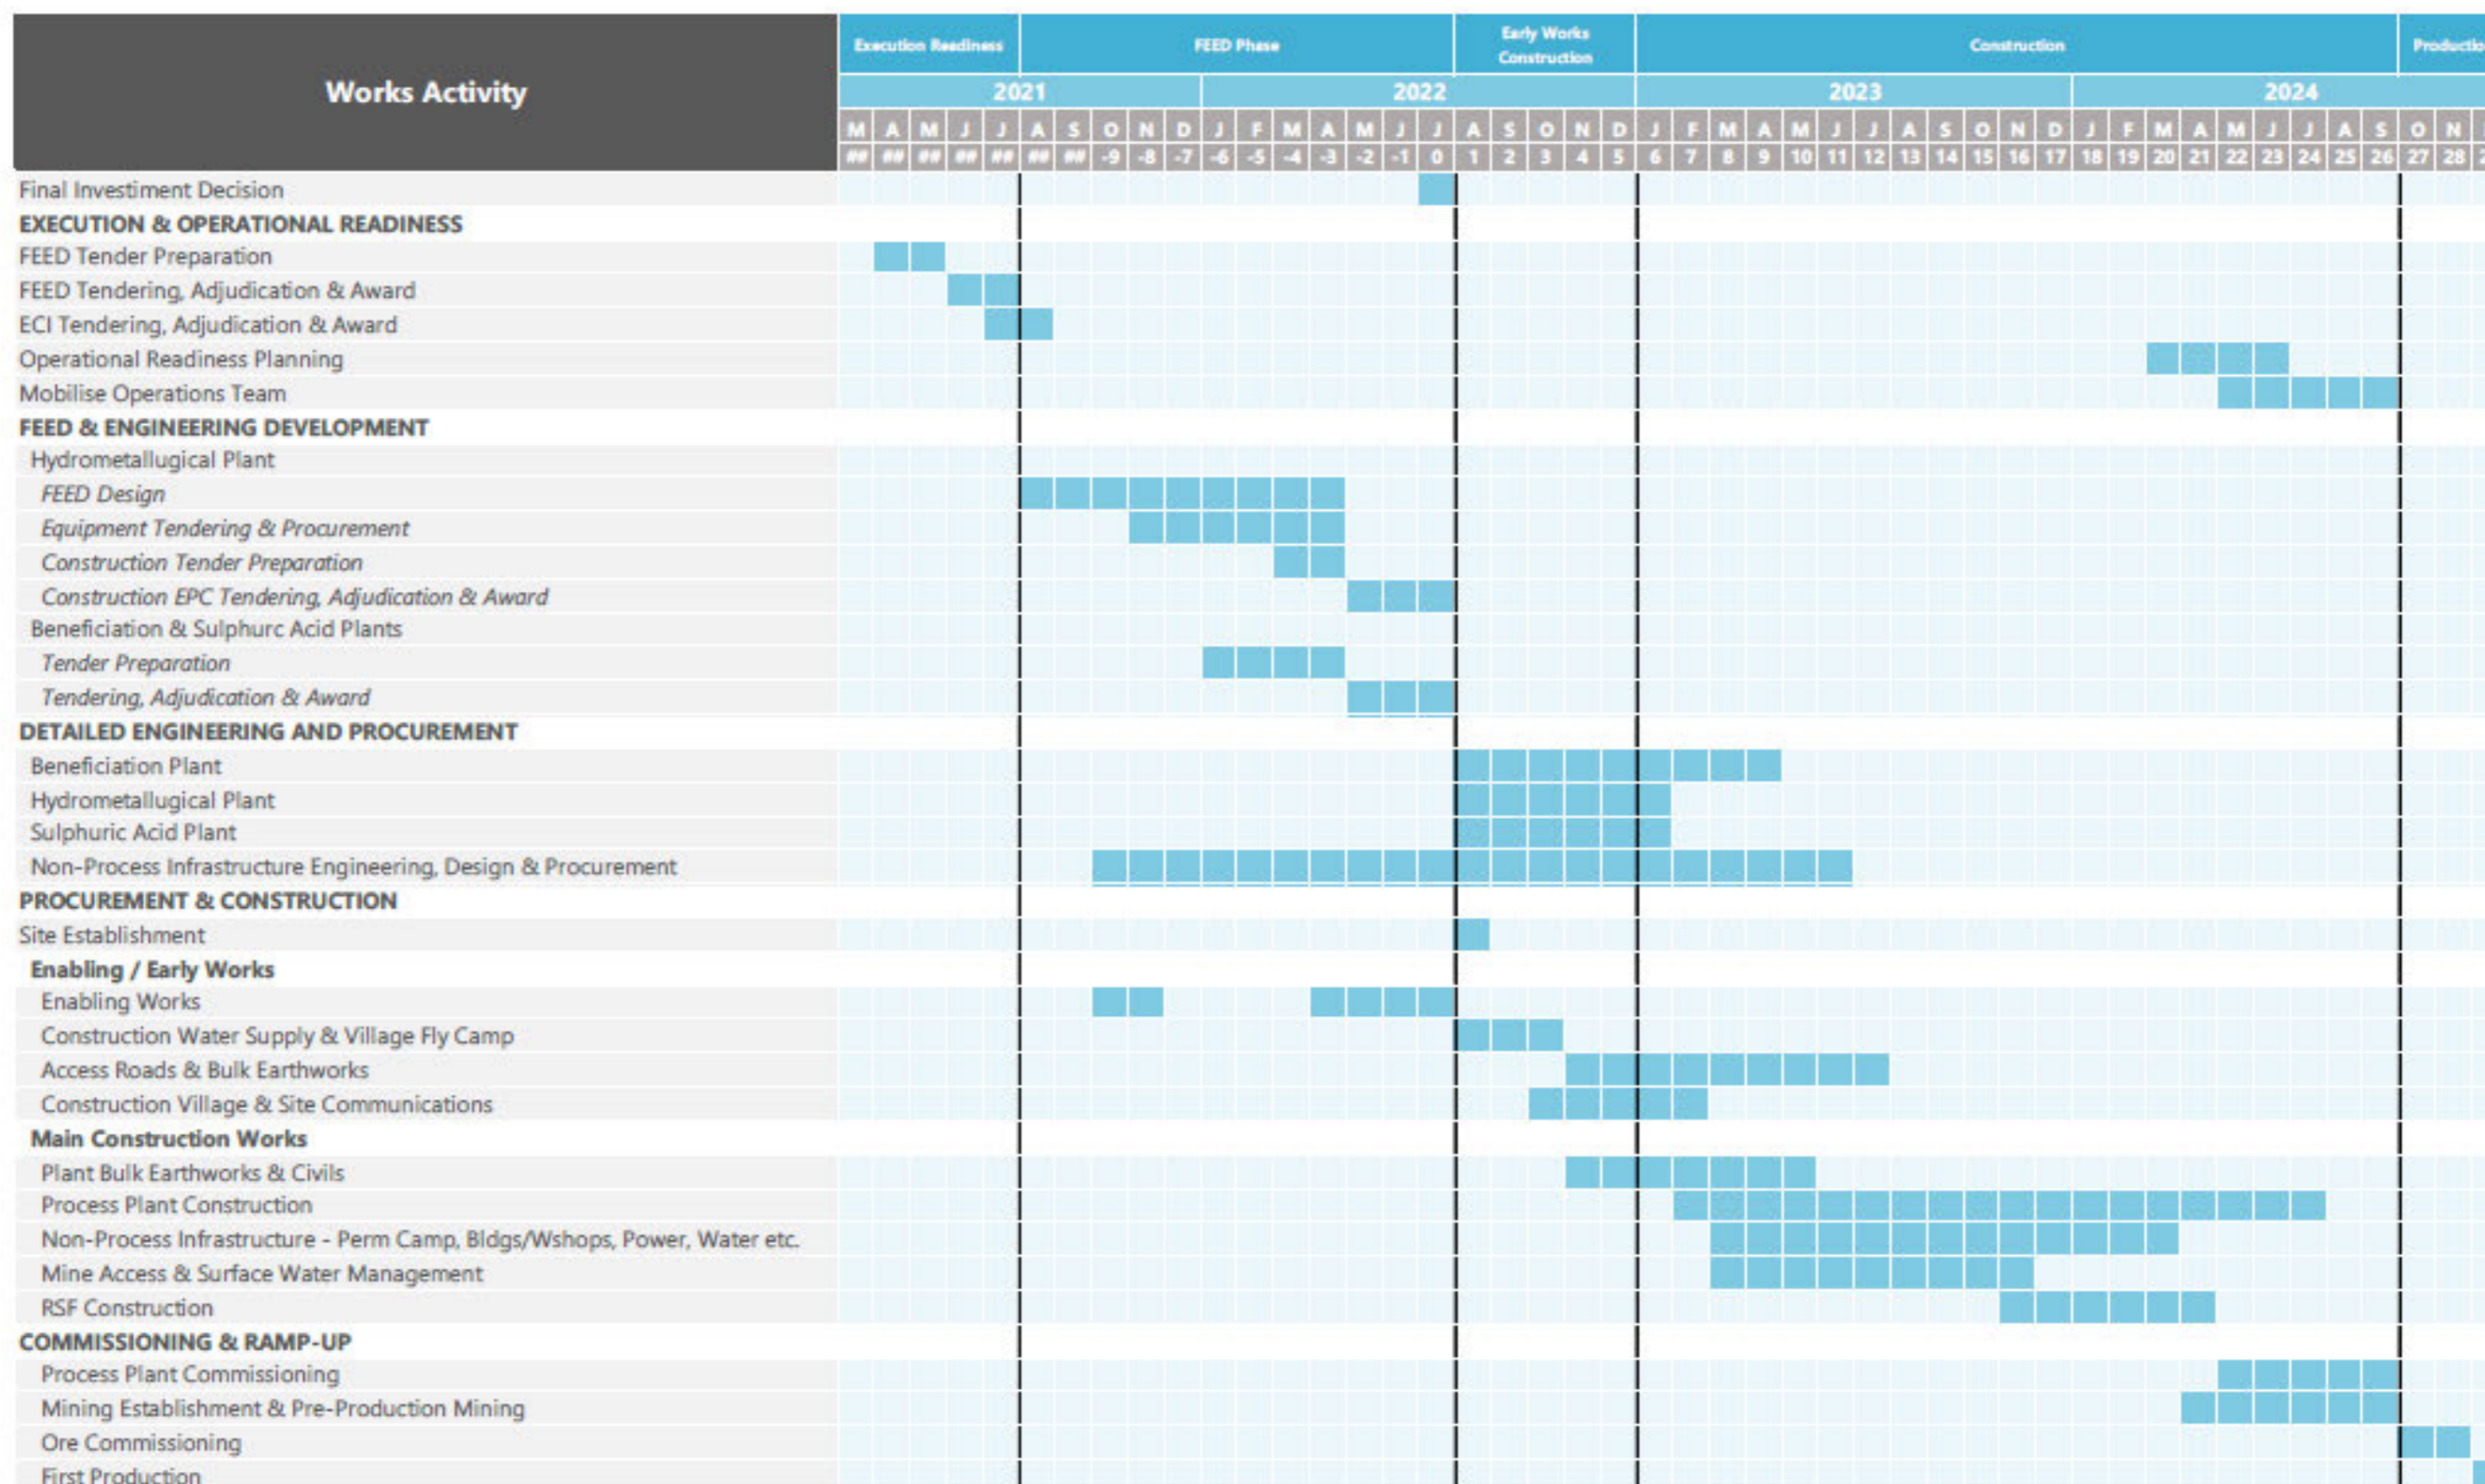 Works Activity
Execution Readiness FEED Phase Early Works Construction Construction
2021 2022 2023 2024
M A M J J A S O N D J F M A M J J A S O N D J F M A M J J A S O N D J F M A M J J A S O N
## ## ## ## ## ## ## -9 -8 -7 -6 -5 -4 -3 -2 -1 0 1 2 3 4 5 6 7 8 9 10 11 12 13 14 15 16 17 18 19 20 21 22 23 24 25 26 27 28
Final Investiment Decision
EXECUTION & OPERATIONAL READINESS
FEED Tender Preparation
FEED Tendering, Adjudication & Award
ECI Tendering, Adjudication & Award
Operational Readiness Planning
Mobilise Operations Team
FEED & ENGINEERING DEVELOPMENT
Hydrometallugical Plant
FEED Design
Equipment Tendering & Procurement
Construction Tender Preparation
Construction EPC Tendering, Adjudication & Award
Beneficiation & Sulphurc Acid Plants
Tender Preparation
Tendering, Adjudication & Award
DETAILED ENGINEERING AND PROCUREMENT
Beneficiation Plant
Hydrometallugical Plant
Sulphuric Acid Plant
Non-Process Infrastructure Engineering, Design & Procurement
PROCUREMENT & CONSTRUCTION
Site Establishment
Enabling / Early Works
Enabling Works
Construction Water Supply & Village Fly Camp
Access Roads & Bulk Earthworks
Construction Village & Site Communications
Main Construction Works
Plant Bulk Earthworks & Civils
Process Plant Construction
Non-Process Infrastructure - Perm Camp, Bldgs/Wshops, Power, Water etc.
Mine Access & Surface Water Management
RSF Construction
COMMISSIONING & RAMP-UP
Process Plant Commissioning
Mining Establishment & Pre-Production Mining
Ore Commissioning
First Production